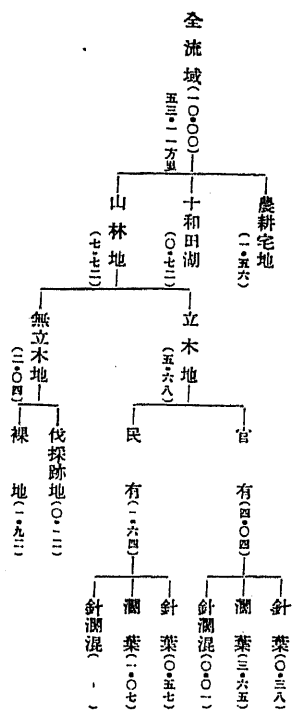 全流域(一〇・〇〇)
五三・一一方里
農耕宅地(一・五六)
十和田湖(〇・七二)
山林地(七・七二)
立木地(五・六八)
無立木地(二・〇四)
官有(四・〇四)
民有(一・六四)
伐採跡地(〇・一二)
裸地(一・九二)
針葉(〇・三八)
濶葉(三・六五)
針濶混(〇・〇一)
針葉(〇・五七)
濶葉(一・〇七)
針濶混(-)